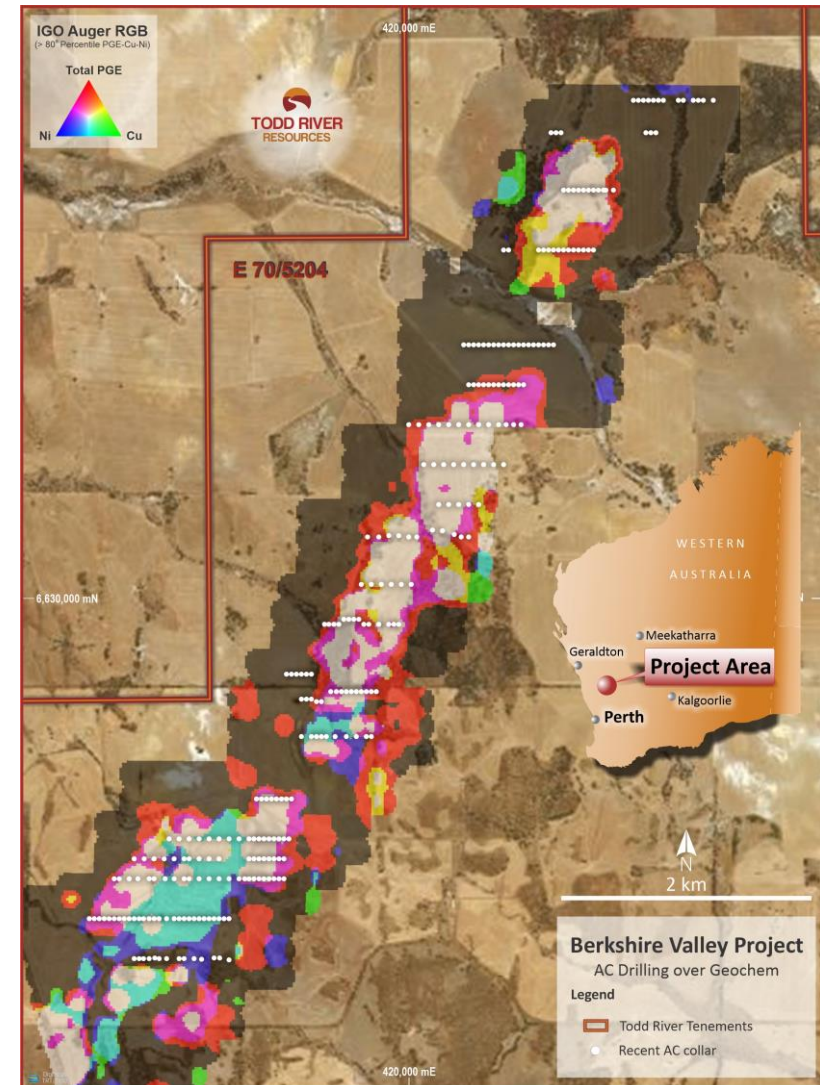 IGO Auger RGB
(> 80° Percentile PGE-Cu-Ni)
Total PGE
Ni
Cu
420,000 mE
TODD RIVER
RESOURCES
E 70/5204
6,630,000 mN
N
WESTERN
AUSTRALIA
Meekatharra
Geraldton
Project Area
Kalgoorlie
Perth
N
2 km
Berkshire Valley Project
AC Drilling over Geochem
Legend
Todd River Tenements
Recent AC collar
420,000 mE